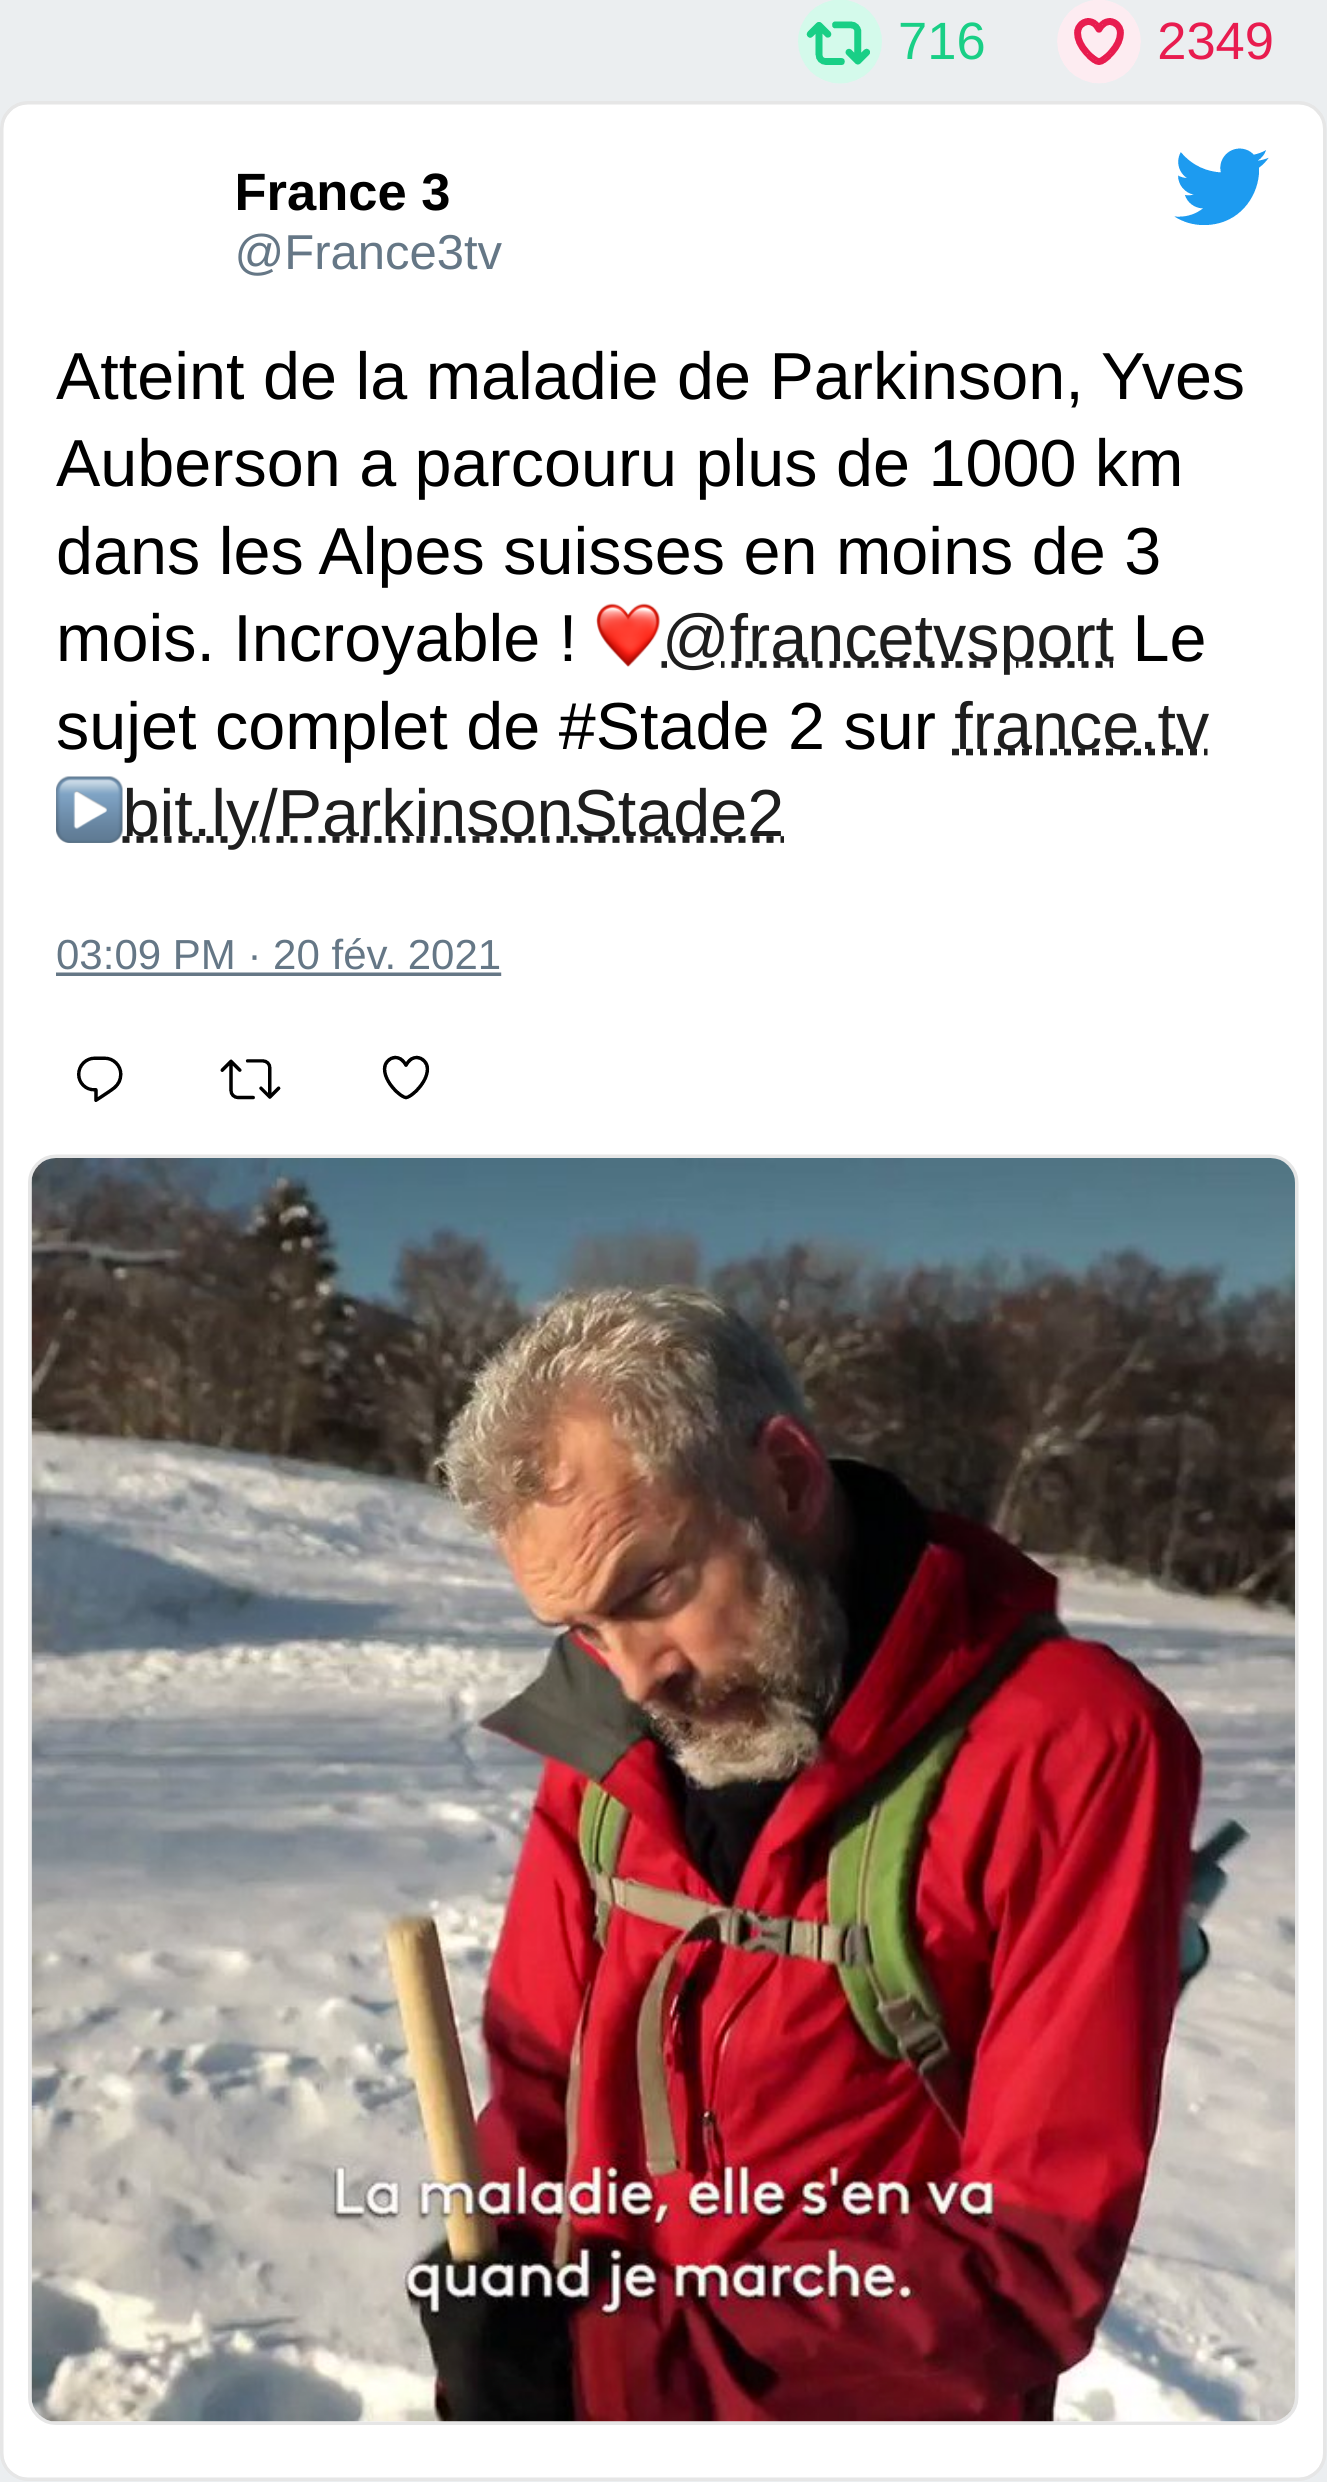 716 2349
France 3
@France3tv
Atteint de la maladie de Parkinson, Yves
Auberson a parcouru plus de 1000 km
dans les Alpes suisses en moins de 3
mois. Incroyable ! ❤️@francetvsport Le
sujet complet de #Stade 2 sur france.tv
▶️bit.ly/ParkinsonStade2
03:09 PM · 20 fév. 2021
La maladie, elle s'en va
quand je marche.